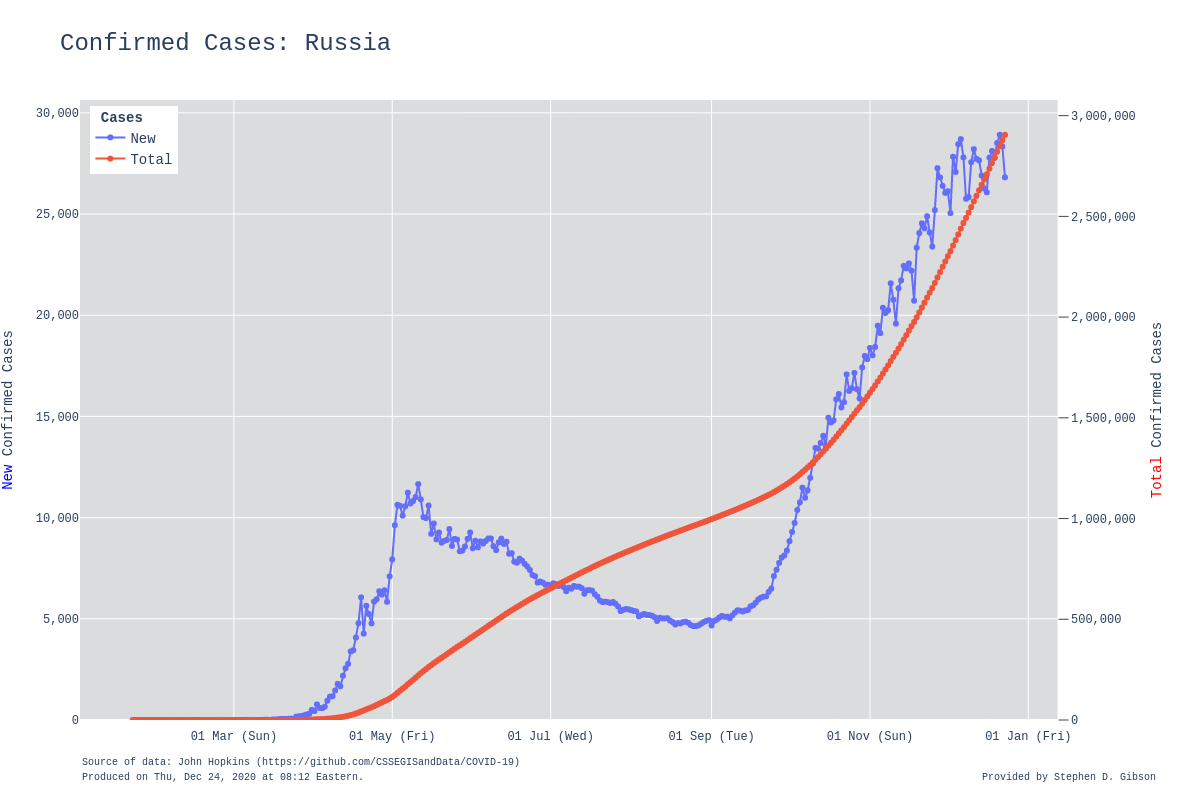 Confirmed Cases: Russia
Cases
New
Total
30,000
25,000
20,000
15,000
10,000
5,000
0
3,000,000
2,500,000
2,000,000
1,500,000
1,000,000
500,000
0
New Confirmed Cases
Total Confirmed Cases
01 Mar (Sun)
01 May (Fri)
01 Jul (Wed)
01 Sep (Tue)
01 Nov (Sun)
01 Jan (Fri)
Source of data: John Hopkins (https://github.com/CSSEGISandData/COVID-19)
Produced on Thu, Dec 24, 2020 at 08:12 Eastern.
Provided by Stephen D. Gibson